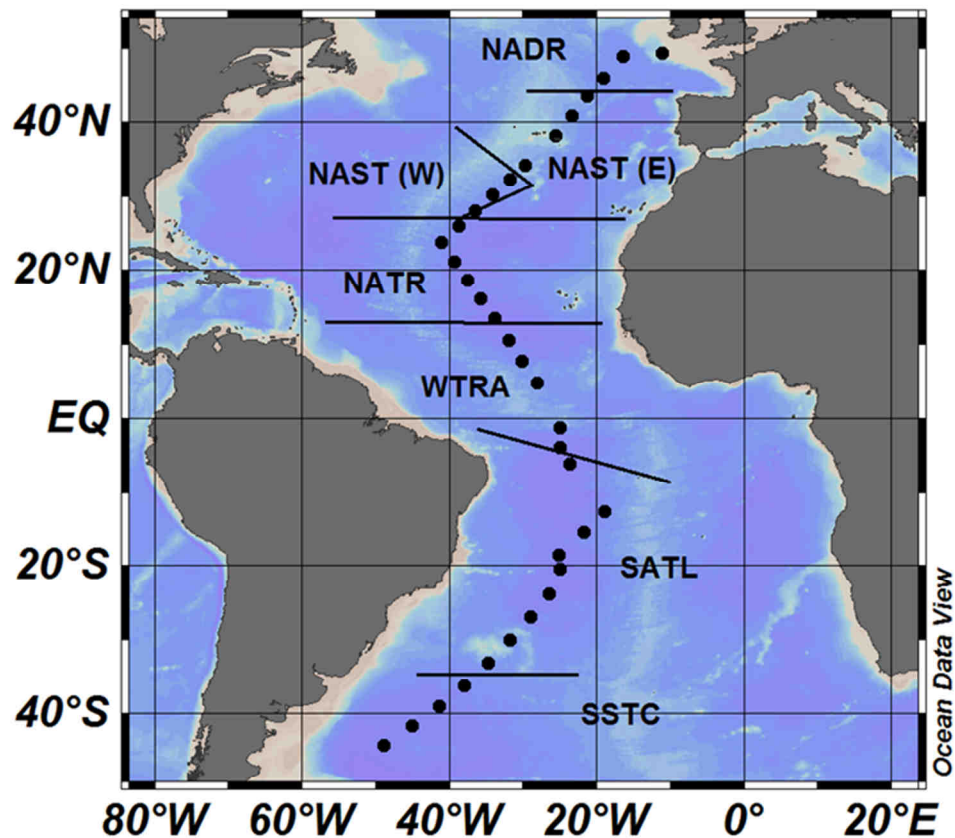 NADR
40°N
NAST (W)
NAST (E)
20°N
NATR
WTRA
EQ
20°S
SATL
40°S
SSTC
Ocean Data View
80°W
60°W
40°W
20°W
0°
20°E